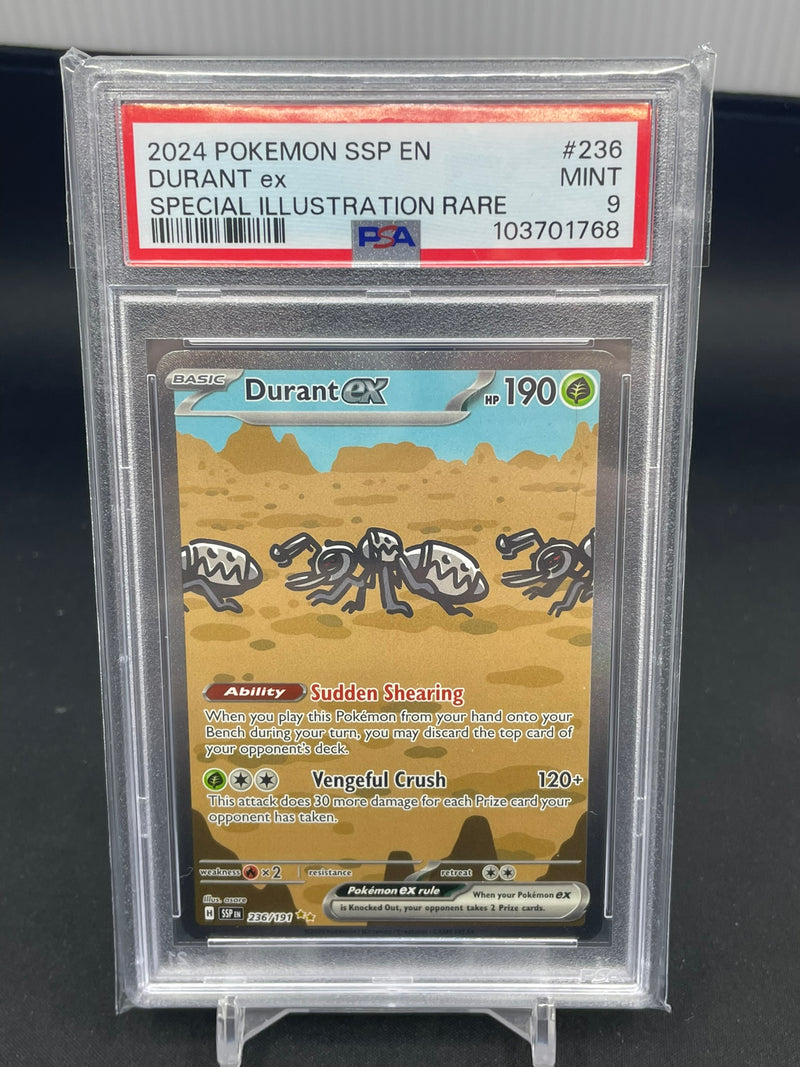 2024 POKEMON SSP EN #236
DURANT ex MINT
SPECIAL ILLUSTRATION RARE 9
PSA 103701768
BASIC Durant ex HP 190
Ability Sudden Shearing
When you play this Pokémon from your hand onto your
Bench during your turn, you may discard the top card of
your opponent's deck.
Vengeful Crush 120+
This attack does 30 more damage for each Prize card your
opponent has taken.
weakness ×2 resistance retreat
Pokémon ex rule When your Pokémon ex
is Knocked Out, your opponent takes 2 Prize cards.
Illus. asare
H SSP EN 236/191